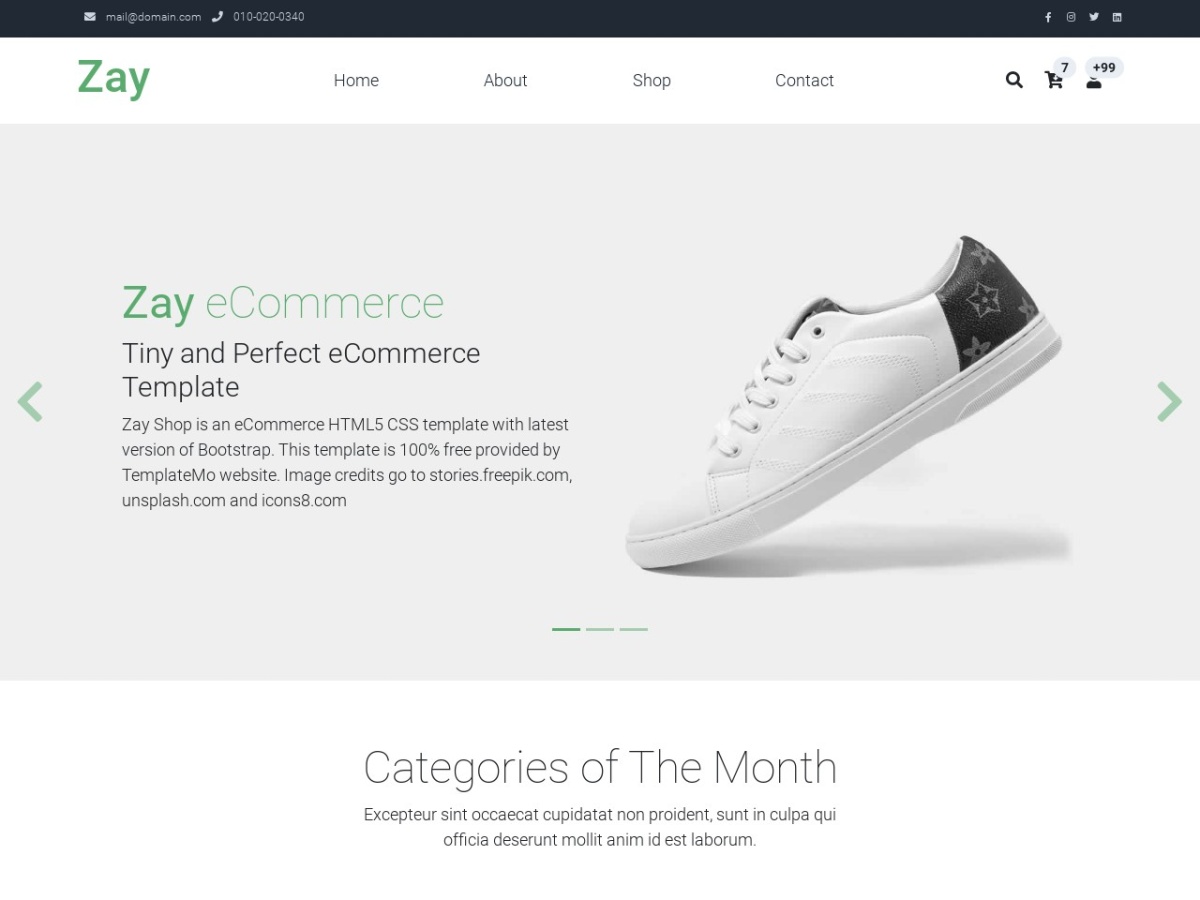 mail@domain.com 010-020-0340
Zay
Home About Shop Contact
7 +99
Zay eCommerce
Tiny and Perfect eCommerce
Template
Zay Shop is an eCommerce HTML5 CSS template with latest
version of Bootstrap. This template is 100% free provided by
TemplateMo website. Image credits go to stories.freepik.com,
unsplash.com and icons8.com
Categories of The Month
Excepteur sint occaecat cupidatat non proident, sunt in culpa qui
officia deserunt mollit anim id est laborum.